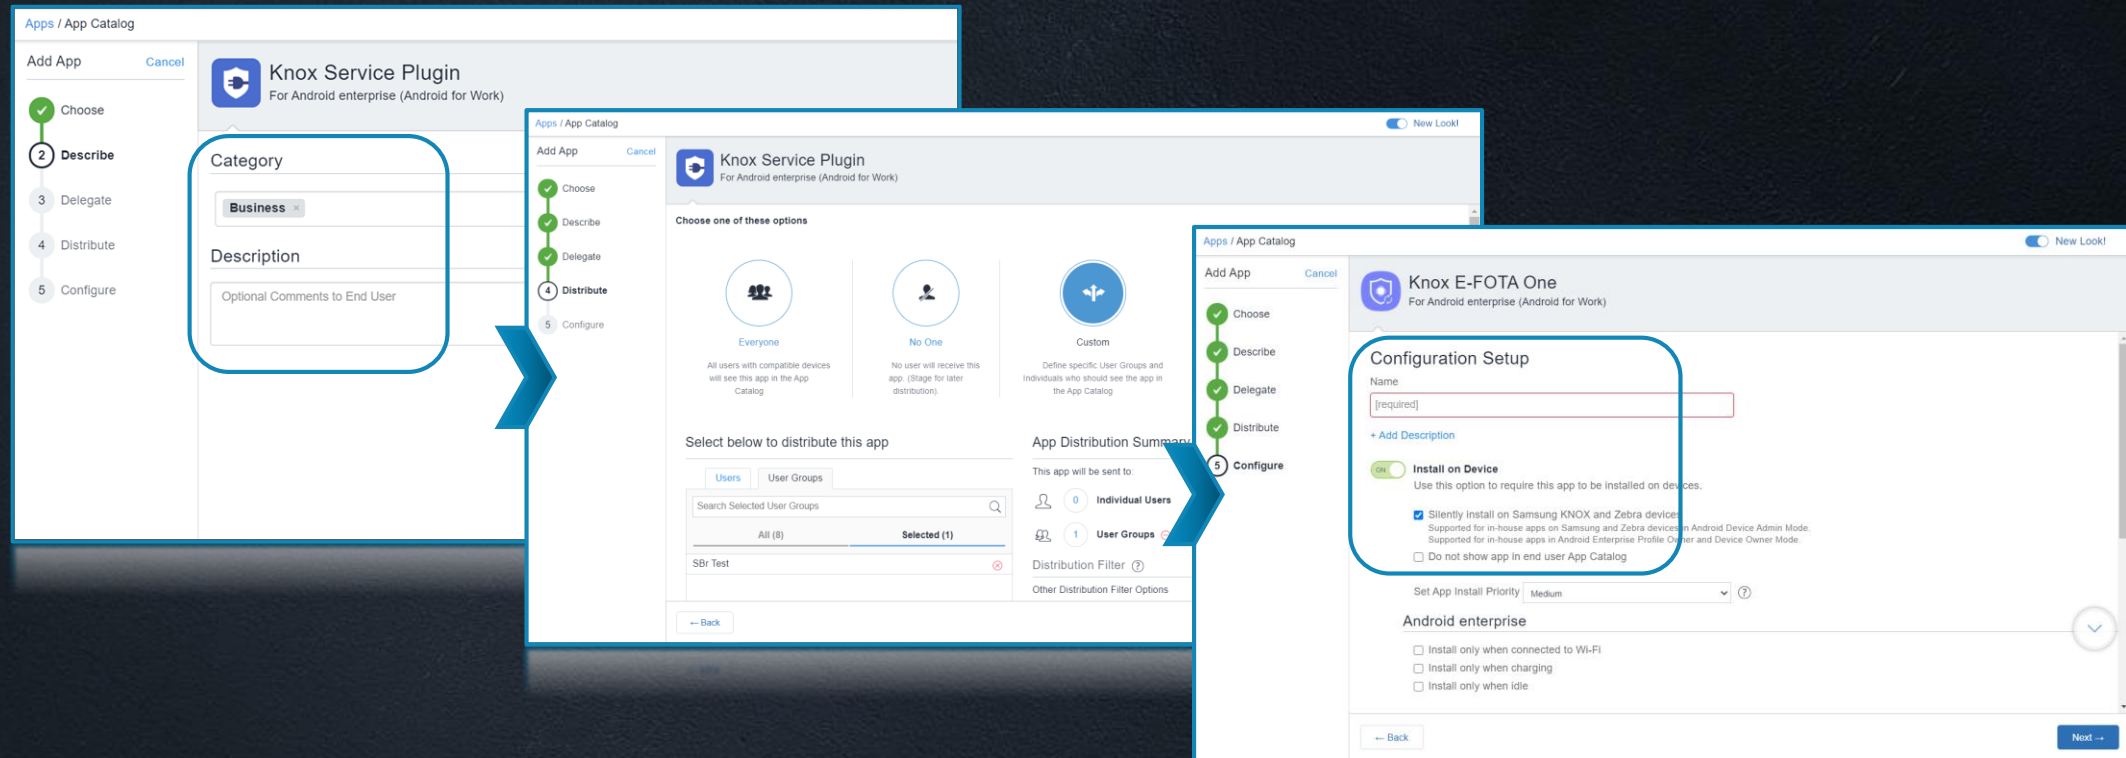 Apps / App Catalog
Add App
Cancel
Choose
2 Describe
3 Delegate
4 Distribute
5 Configure
Knox Service Plugin
For Android enterprise (Android for Work)
Category
Business ×
Description
Optional Comments to End User
Apps / App Catalog
New Look!
Add App
Cancel
Choose
Describe
Delegate
4 Distribute
5 Configure
Knox Service Plugin
For Android enterprise (Android for Work)
Choose one of these options
Everyone
All users with compatible devices
will see this app in the App
Catalog
No One
No user will receive this
app. (Stage for later
distribution).
Custom
Define specific User Groups and
Individuals who should see the app in
the App Catalog
Select below to distribute this app
Users
User Groups
Search Selected User Groups
All (8)
Selected (1)
SBr Test
App Distribution Summary
This app will be sent to:
0 Individual Users
1 User Groups
Distribution Filter ?
Other Distribution Filter Options
← Back
Apps / App Catalog
New Look!
Add App
Cancel
Choose
Describe
Delegate
Distribute
5 Configure
Knox E-FOTA One
For Android enterprise (Android for Work)
Configuration Setup
Name
[required]
+ Add Description
ON Install on Device
Use this option to require this app to be installed on devices.
Silently install on Samsung KNOX and Zebra devices
Supported for in-house apps on Samsung and Zebra devices in Android Device Admin Mode.
Supported for in-house apps in Android Enterprise Profile Owner and Device Owner Mode.
Do not show app in end user App Catalog
Set App Install Priority Medium ?
Android enterprise
Install only when connected to Wi-Fi
Install only when charging
Install only when idle
← Back
Next →